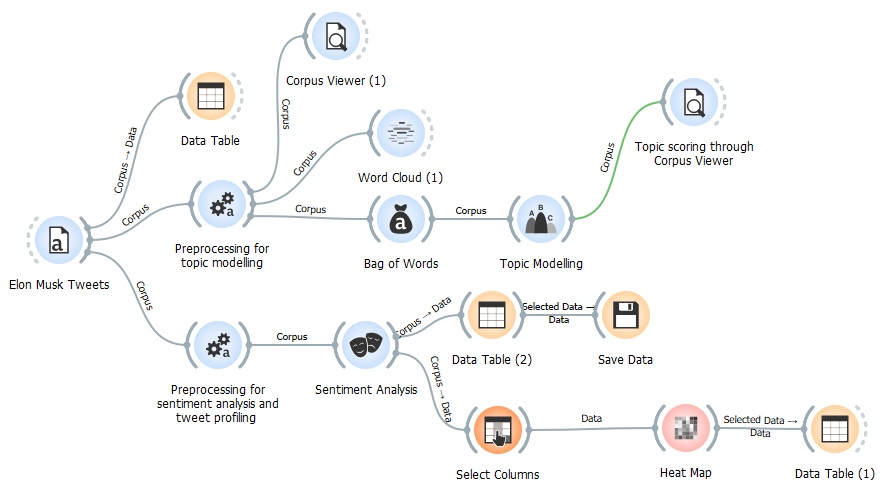 Corpus Viewer (1)
Corpus
Corpus → Data
Data Table
Corpus
Word Cloud (1)
Corpus
Topic scoring through
Corpus Viewer
Corpus
Elon Musk Tweets
Preprocessing for
topic modelling
Corpus
Bag of Words
Corpus
Topic Modelling
Corpus
Preprocessing for
sentiment analysis and
tweet profiling
Corpus
Sentiment Analysis
Corpus → Data
Data Table (2)
Selected Data →
Data
Save Data
Corpus → Data
Select Columns
Data
Heat Map
Selected Data →
Data
Data Table (1)
a
a
a
a
A
B
C